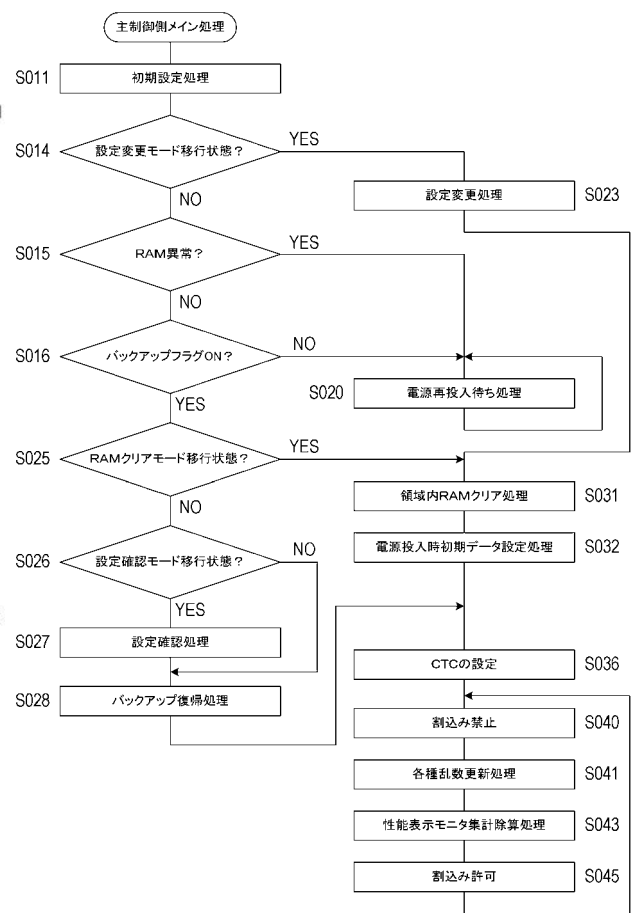 主制御側メイン処理
S011
初期設定処理
S014
設定変更モード移行状態？
YES
NO
設定変更処理
S023
S015
RAM異常？
YES
NO
S016
バックアップフラグON？
NO
YES
S020
電源再投入待ち処理
S025
RAMクリアモード移行状態？
YES
NO
領域内RAMクリア処理
S031
電源投入時初期データ設定処理
S032
S026
設定確認モード移行状態？
NO
YES
S027
設定確認処理
S028
バックアップ復帰処理
CTCの設定
S036
割込み禁止
S040
各種乱数更新処理
S041
性能表示モニタ集計除算処理
S043
割込み許可
S045